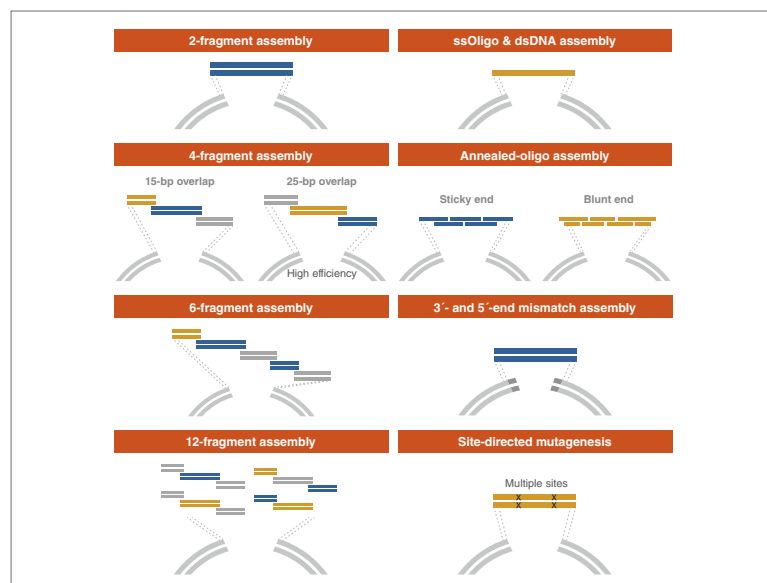 2-fragment assembly
ssOligo & dsDNA assembly
4-fragment assembly
15-bp overlap
25-bp overlap
High efficiency
Annealed-oligo assembly
Sticky end
Blunt end
6-fragment assembly
3´- and 5´-end mismatch assembly
12-fragment assembly
Site-directed mutagenesis
Multiple sites
X X
X X